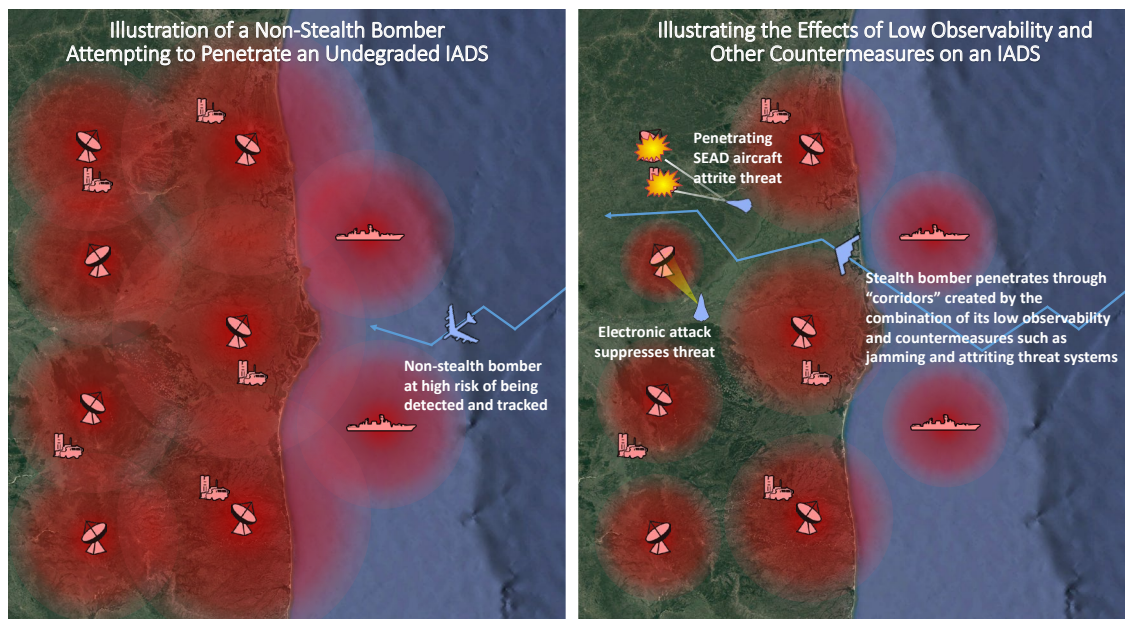 Illustration of a Non-Stealth Bomber
Attempting to Penetrate an Undegraded IADS
Non-stealth bomber
at high risk of being
detected and tracked
Illustrating the Effects of Low Observability and
Other Countermeasures on an IADS
Penetrating
SEAD aircraft
attrite threat
Stealth bomber penetrates through
“corridors” created by the
combination of its low observability
and countermeasures such as
jamming and attriting threat systems
Electronic attack
suppresses threat